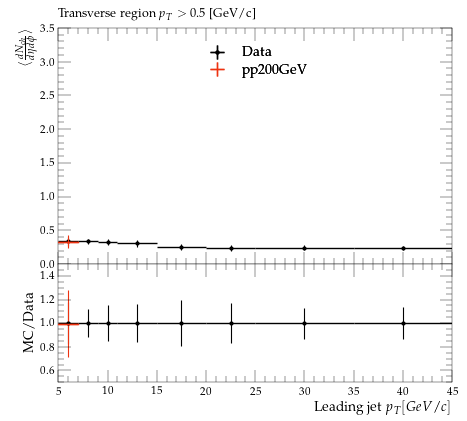 Transverse region p_T > 0.5 [GeV/c]
⟨dN_ch/dηdϕ⟩
3.5
3.0
2.5
2.0
1.5
1.0
0.5
0.0
Data
pp200GeV
MC/Data
1.4
1.2
1.0
0.8
0.6
5 10 15 20 25 30 35 40 45
Leading jet p_T[GeV/c]